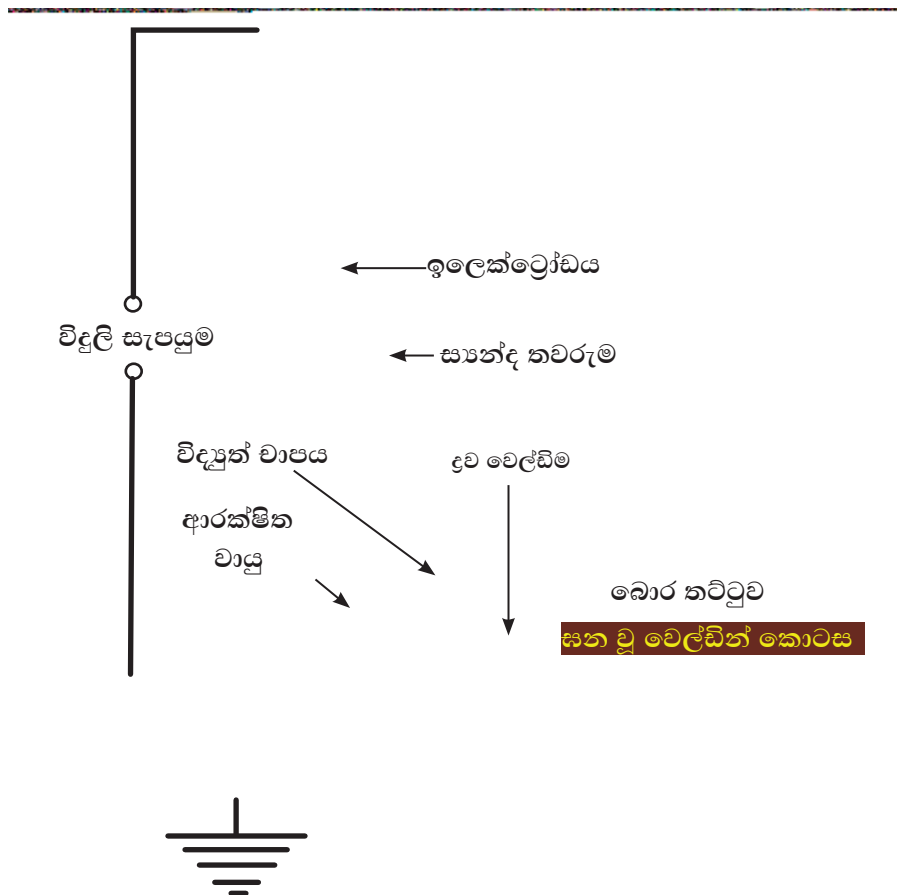 ඉලෙක්ට්‍රෝඩය
විදුලි සැපයුම
ස්‍යන්ද තවරුම
විද්‍යුත් චාපය
ද්‍රව වෙල්ඩිම
ආරක්ෂිත
වායු
බොර තට්ටුව
ඝන වූ වෙල්ඩින් කොටස